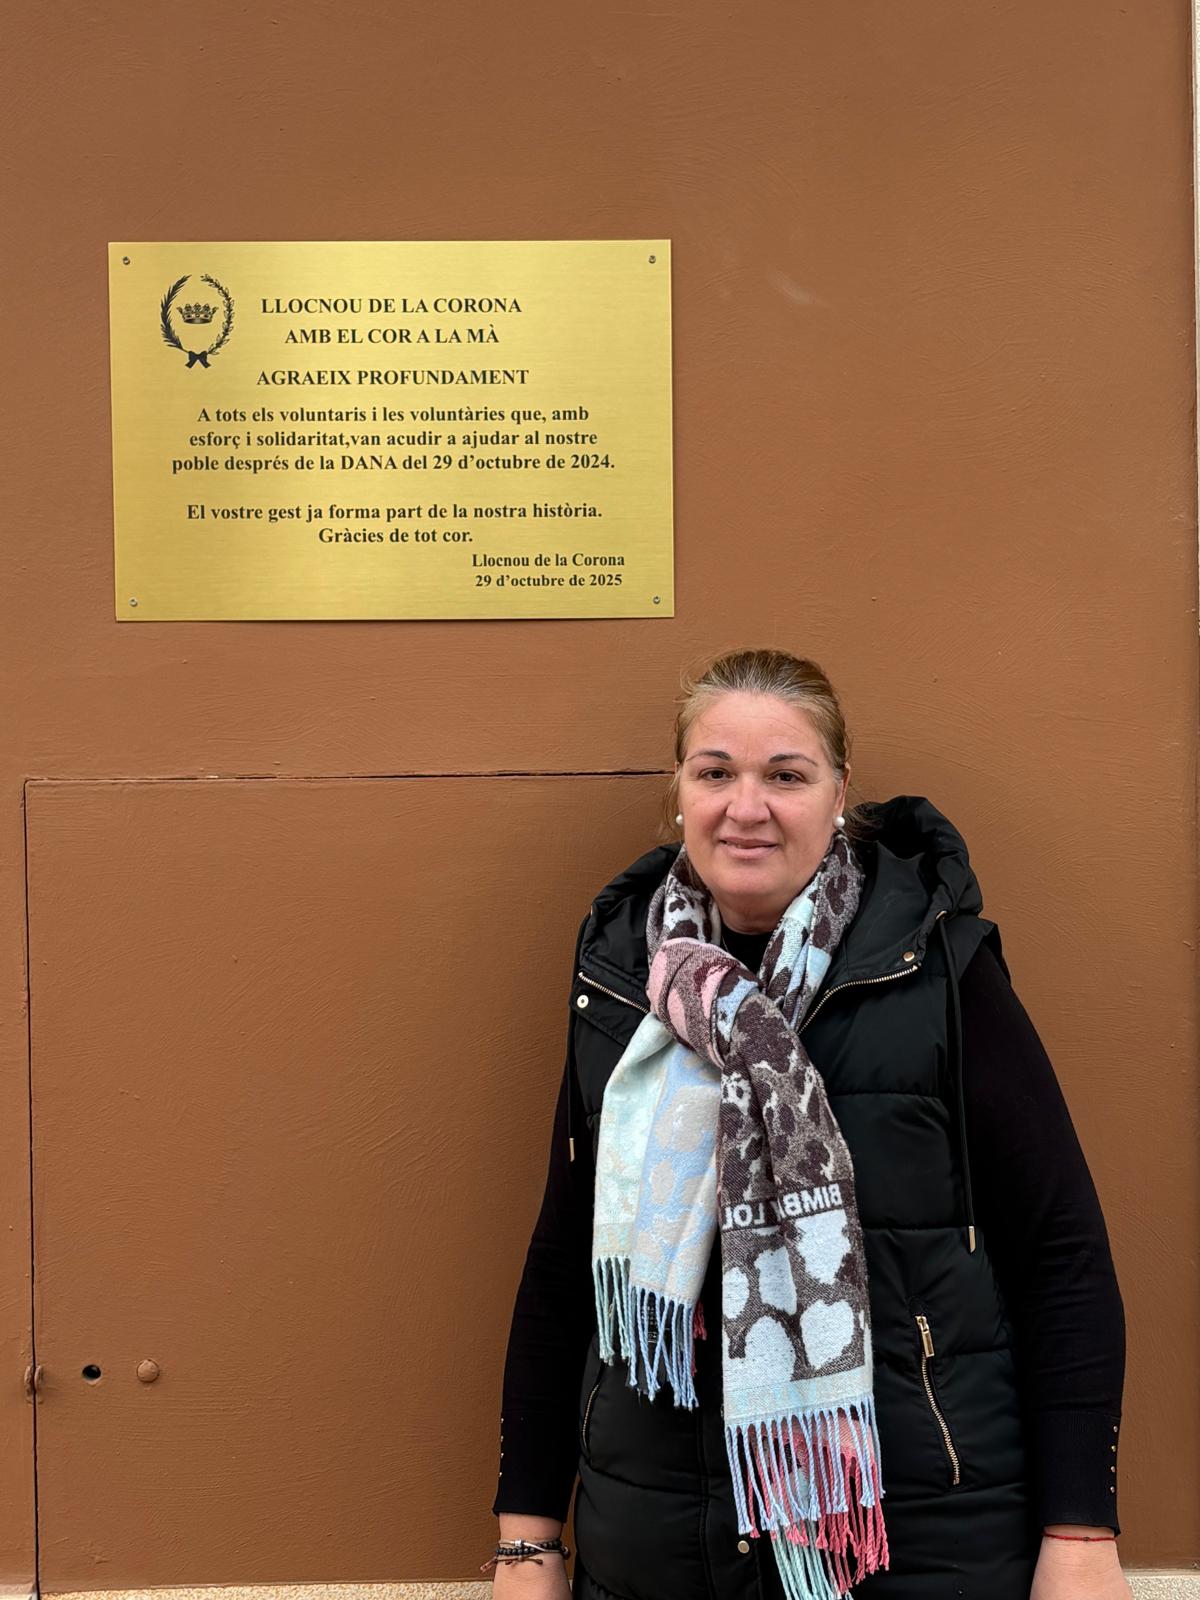 LLOCNOU DE LA CORONA
AMB EL COR A LA MÀ
AGRAEIX PROFUNDAMENT
A tots els voluntaris i les voluntàries que, amb
esforç i solidaritat,van acudir a ajudar al nostre
poble després de la DANA del 29 d’octubre de 2024.
El vostre gest ja forma part de la nostra història.
Gràcies de tot cor.
Llocnou de la Corona
29 d’octubre de 2025